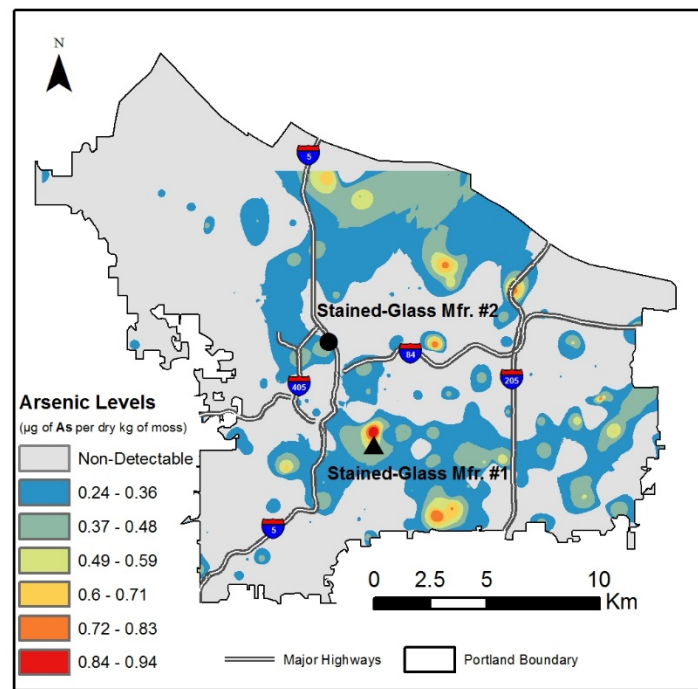 N
5
Stained-Glass Mfr. #2
84
405
205
Arsenic Levels
(µg of As per dry kg of moss)
Non-Detectable
0.24 - 0.36
0.37 - 0.48
0.49 - 0.59
0.6 - 0.71
0.72 - 0.83
0.84 - 0.94
Stained-Glass Mfr. #1
5
0 2.5 5 10
Km
Major Highways
Portland Boundary